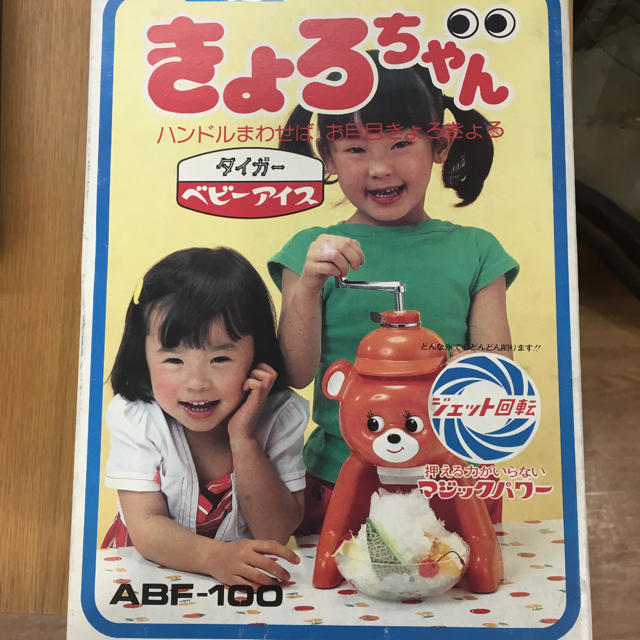 きょろちゃん
ハンドルまわせば、お目目きょろきょろ
タイガー
ベビーアイス
どんな氷でもどんどん削ります!!
ジェット回転
押える力がいらない
マジックパワー
ABF-100